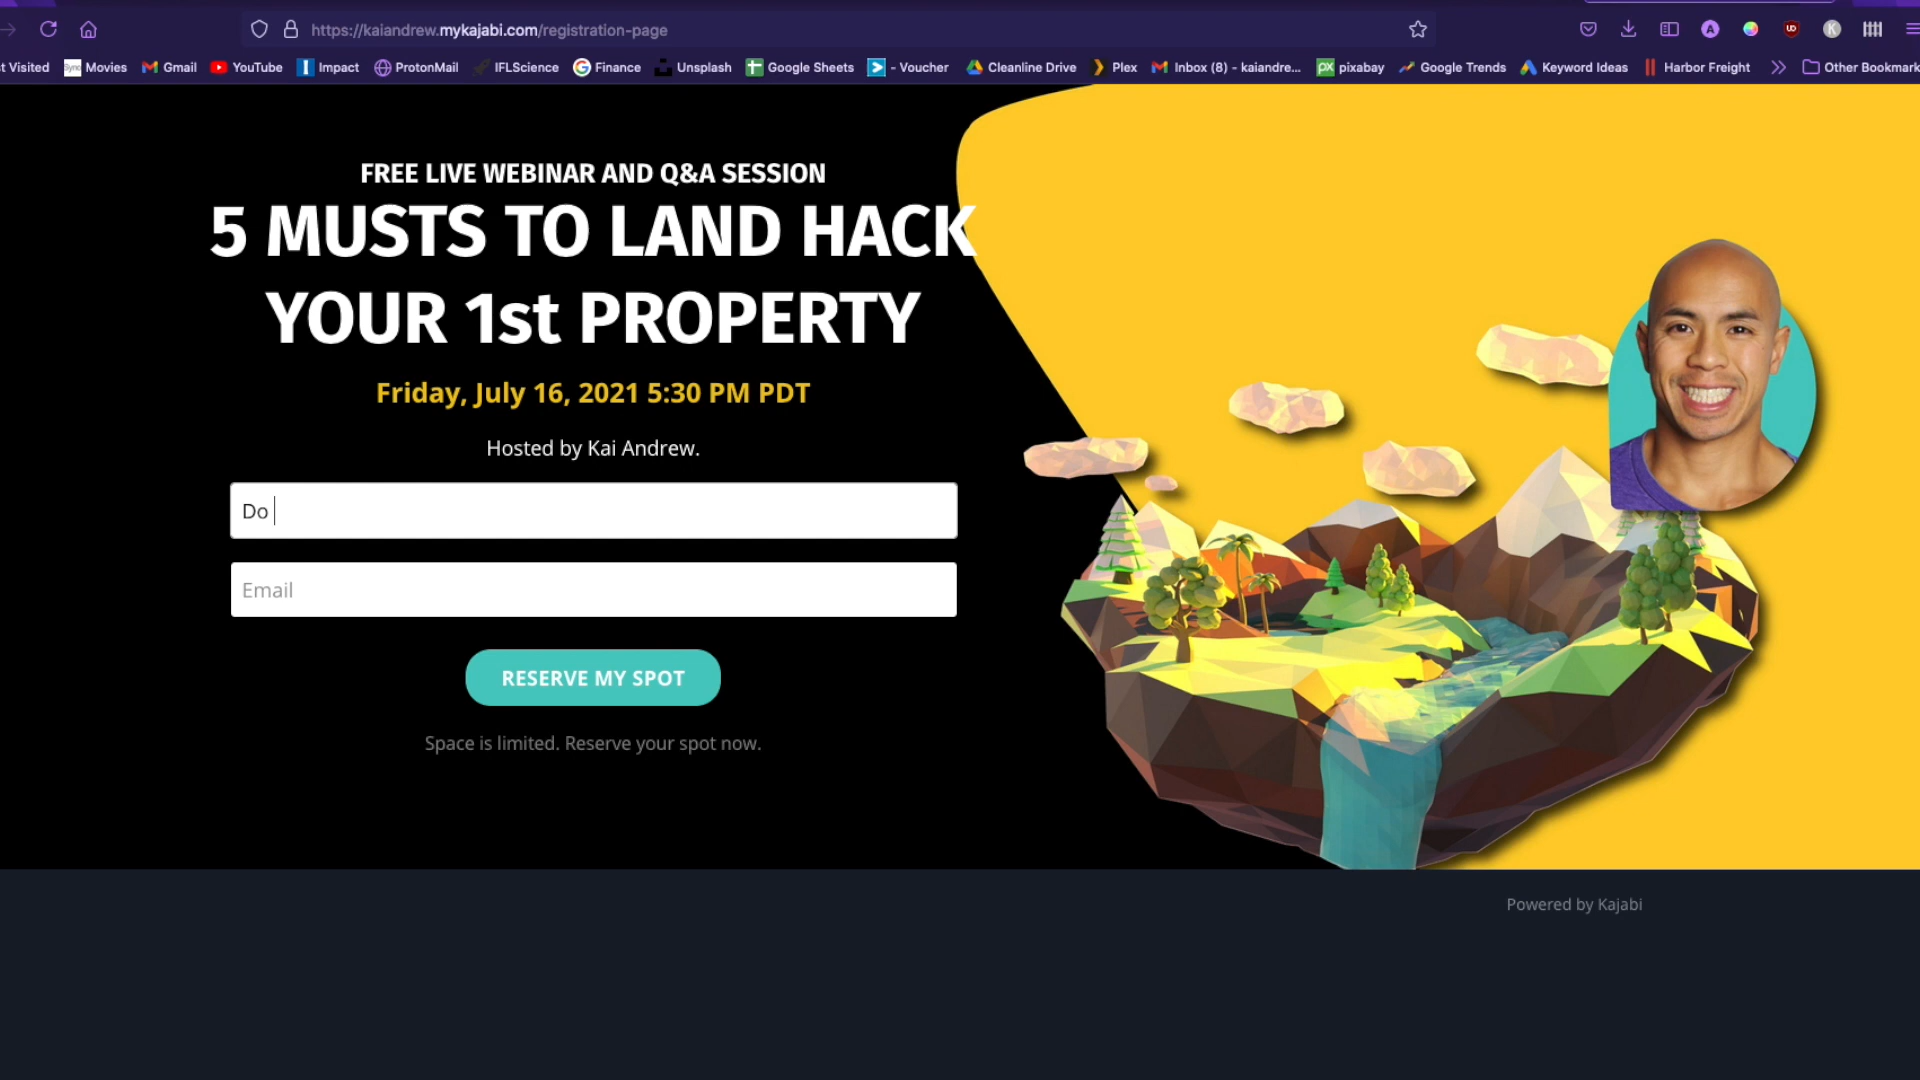 https://kaiandrew.mykajabi.com/registration-page
t Visited Movies Gmail YouTube Impact ProtonMail IFLScience Finance Unsplash Google Sheets - Voucher Cleanline Drive Plex Inbox (8) - kaiandre... pixabay Google Trends Keyword Ideas Harbor Freight Other Bookmark
FREE LIVE WEBINAR AND Q&A SESSION
5 MUSTS TO LAND HACK
YOUR 1st PROPERTY
Friday, July 16, 2021 5:30 PM PDT
Hosted by Kai Andrew.
Do
Email
RESERVE MY SPOT
Space is limited. Reserve your spot now.
Powered by Kajabi